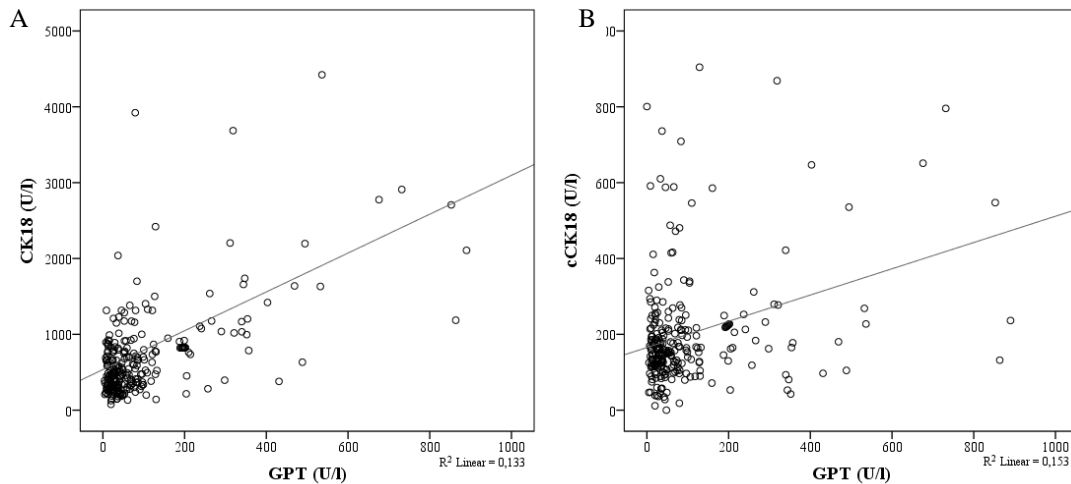 A
5000
4000
3000
2000
1000
0
CK18 (U/l)
0 200 400 600 800 1000
GPT (U/l)
R² Linear = 0,133
B
800
600
400
200
0
cCK18 (U/l)
0 200 400 600 800 1000
GPT (U/l)
R² Linear = 0,153